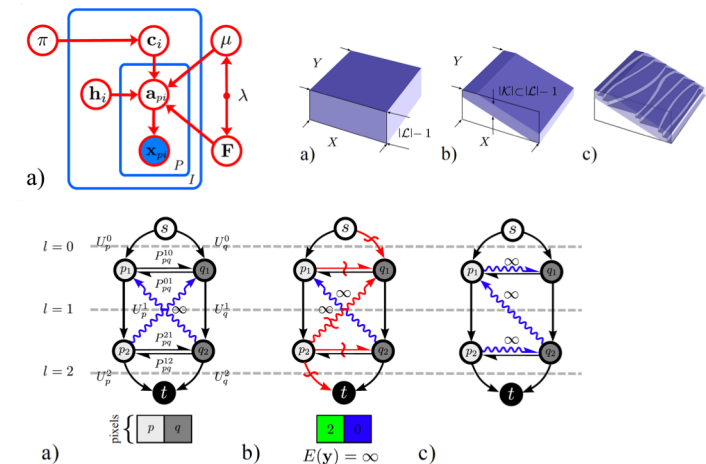 π
c_i
μ
h_i
a_pi
λ
x_pi
F
P
I
a)
Y
X
|ℒ|−1
a)
Y
|𝒦|⊂|ℒ|−1
X
b)
c)
s
l = 0
U_p^0
U_q^0
P_pq^10
p_1
q_1
P_pq^01
l = 1
U_p^1
∞
U_q^1
P_pq^21
p_2
q_2
P_pq^12
l = 2
U_p^2
U_q^2
t
pixels
p
q
a)
s
p_1
q_1
∞
∞
p_2
q_2
t
2
0
b)
E(y) = ∞
s
∞
p_1
q_1
∞
∞
p_2
q_2
t
c)